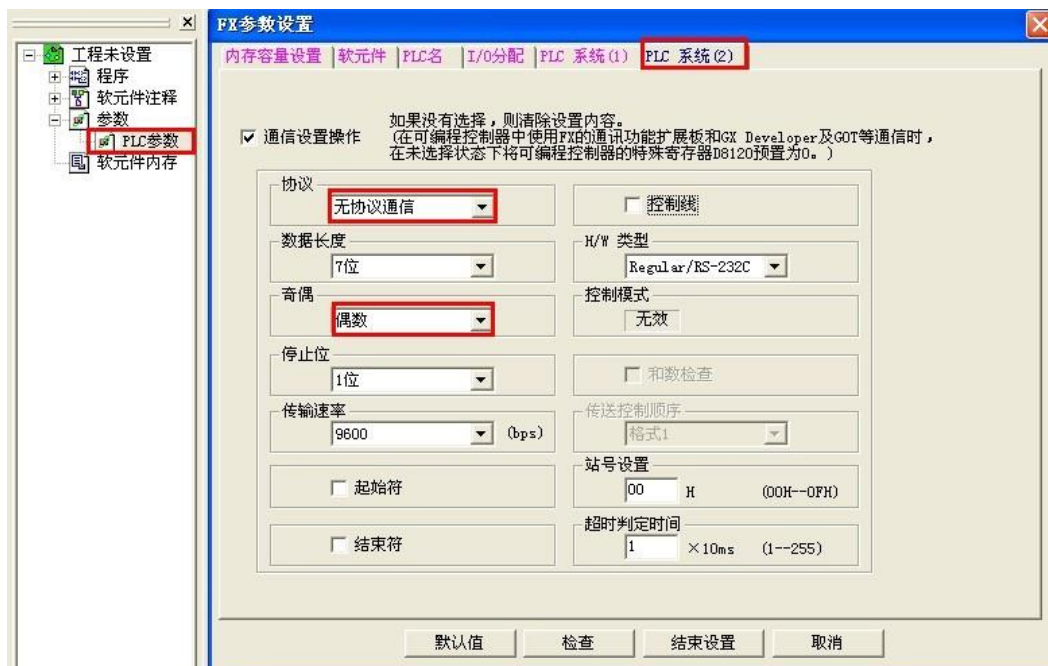 工程未设置
程序
软元件注释
参数
PLC参数
软元件内存
FX参数设置
内存容量设置 软元件 PLC名 I/O分配 PLC 系统(1) PLC 系统(2)
通信设置操作
如果没有选择，则清除设置内容。
(在可编程控制器中使用FX的通讯功能扩展板和GX Developer及GOT等通信时，
在未选择状态下将可编程控制器的特殊寄存器D8120预置为0。)
协议
无协议通信
控制线
数据长度
7位
H/W 类型
Regular/RS-232C
奇偶
偶数
控制模式
无效
停止位
1位
和数检查
传输速率
9600 (bps)
传送控制顺序
格式1
起始符
站号设置
00 H (00H--0FH)
结束符
超时判定时间
1 ×10ms (1--255)
默认值 检查 结束设置 取消